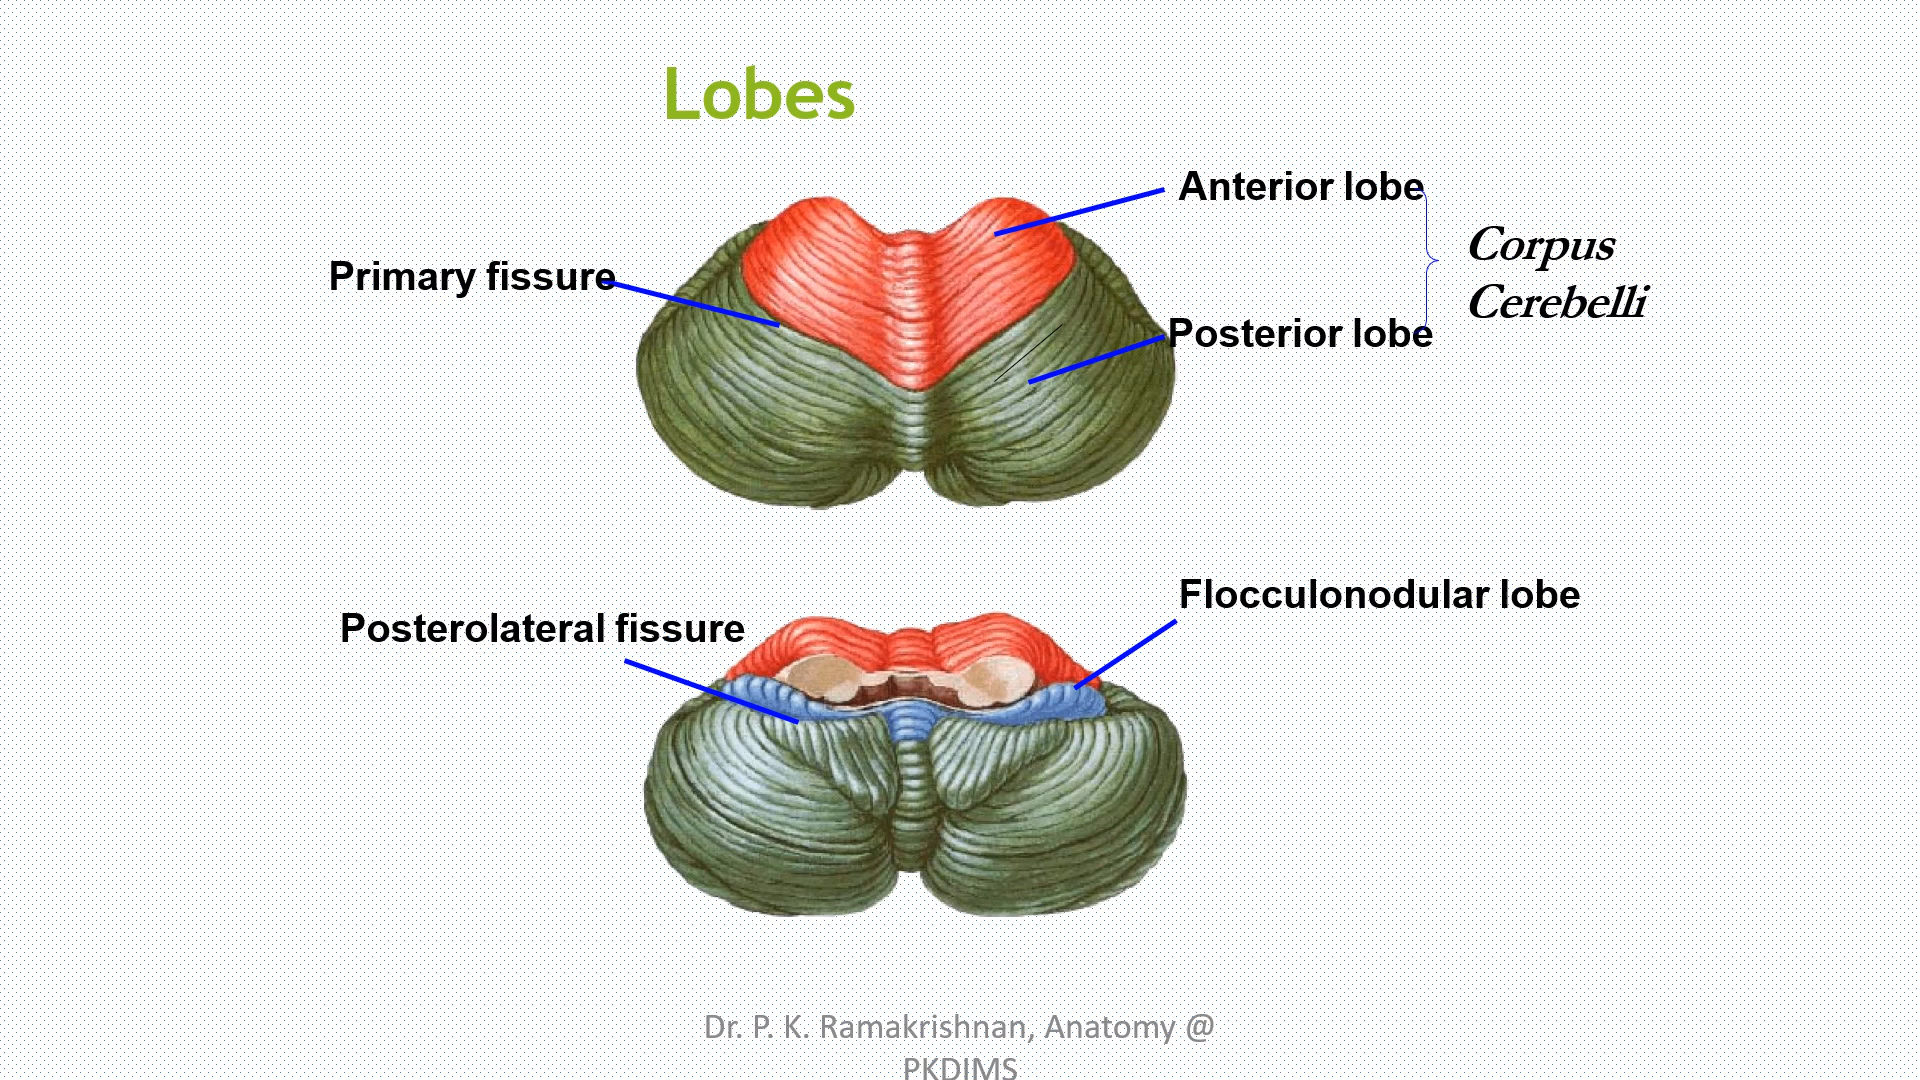 Lobes
Anterior lobe
Corpus
Cerebelli
Primary fissure
Posterior lobe
Flocculonodular lobe
Posterolateral fissure
Dr. P. K. Ramakrishnan, Anatomy @
PKDIMS